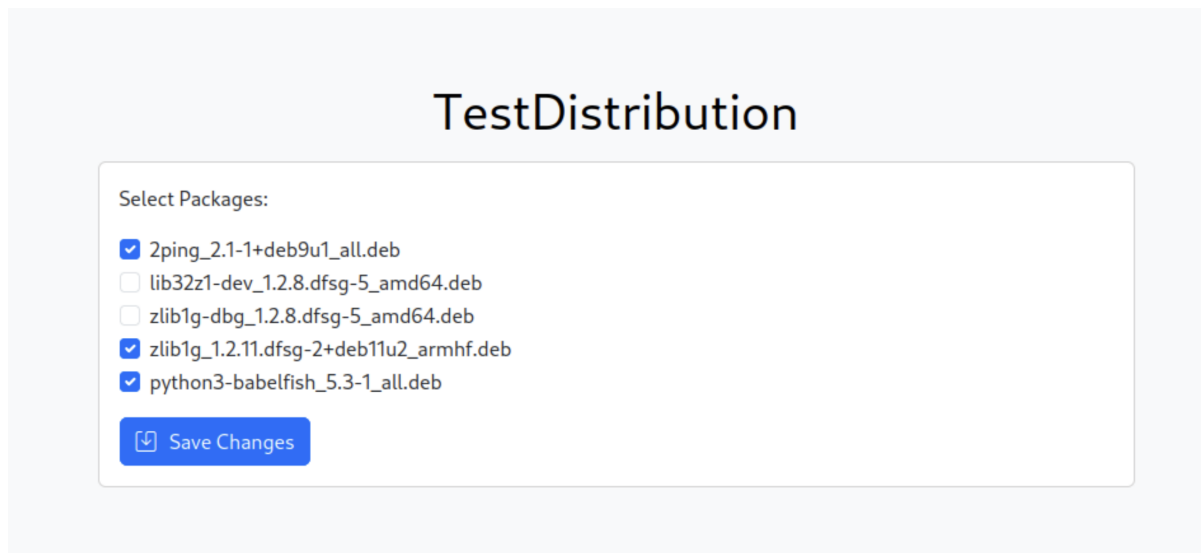 TestDistribution
Select Packages:
2ping_2.1-1+deb9u1_all.deb
lib32z1-dev_1.2.8.dfsg-5_amd64.deb
zlib1g-dbg_1.2.8.dfsg-5_amd64.deb
zlib1g_1.2.11.dfsg-2+deb11u2_armhf.deb
python3-babelfish_5.3-1_all.deb
Save Changes